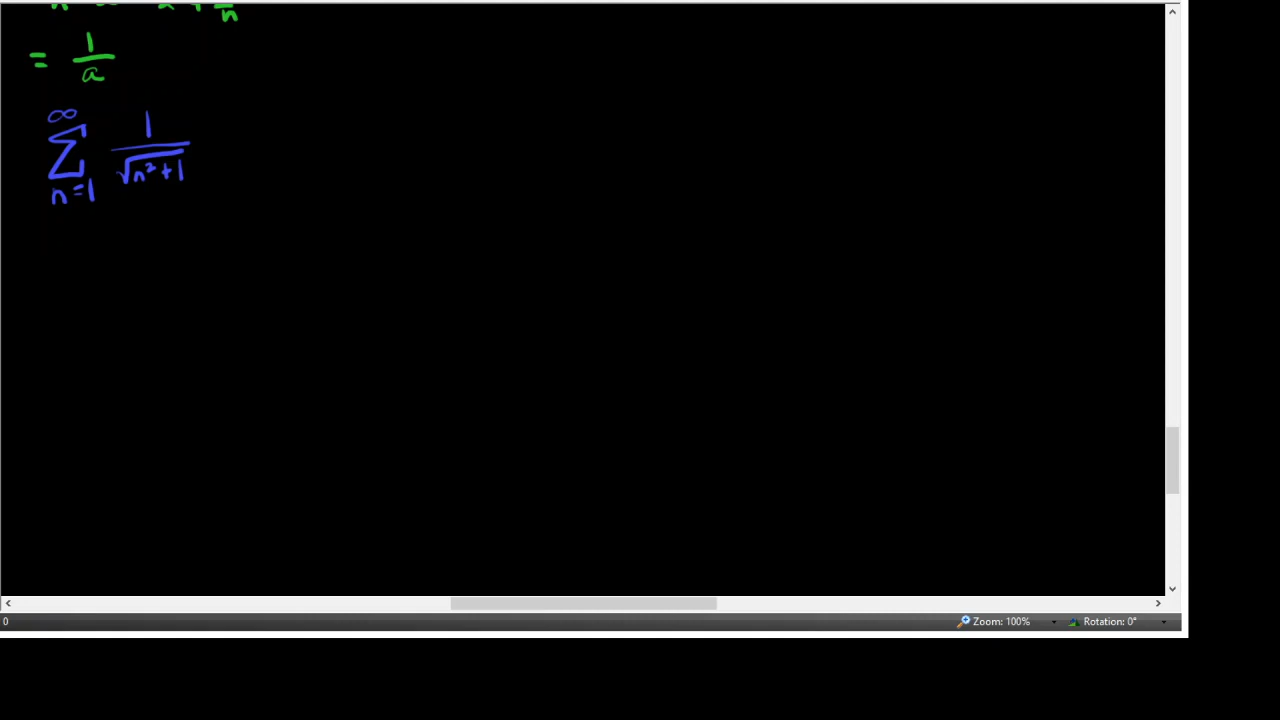 = 1/a
∞
∑ 1/√(n²+1)
n=1
0 Zoom: 100% Rotation: 0°